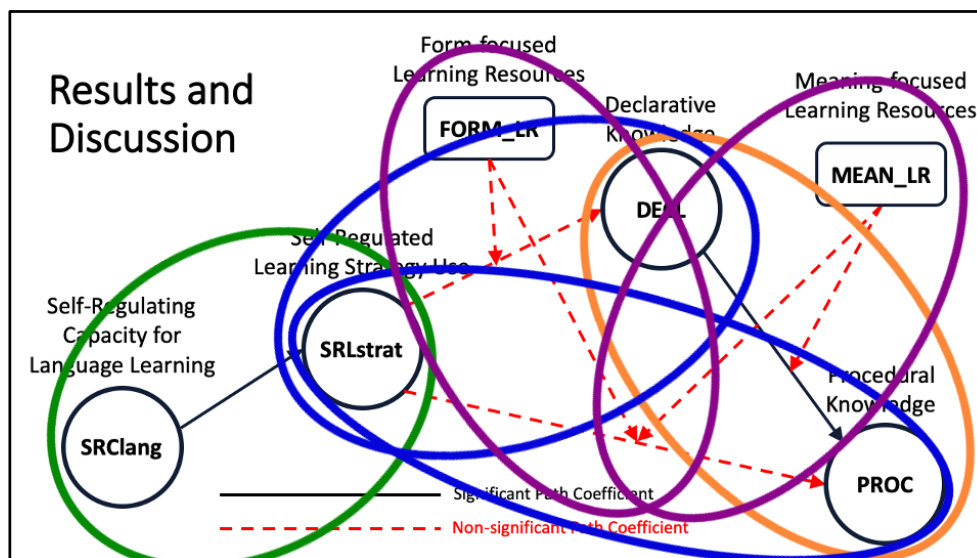 Results and
Discussion
Form-focused
Learning Resources
FORM_LR
Declarative
Knowledge
DECL
Meaning-focused
Learning Resources
MEAN_LR
Self-Regulated
Learning Strategy Use
SRLstrat
Self-Regulating
Capacity for
Language Learning
SRClang
Procedural
Knowledge
PROC
Significant Path Coefficient
Non-significant Path Coefficient